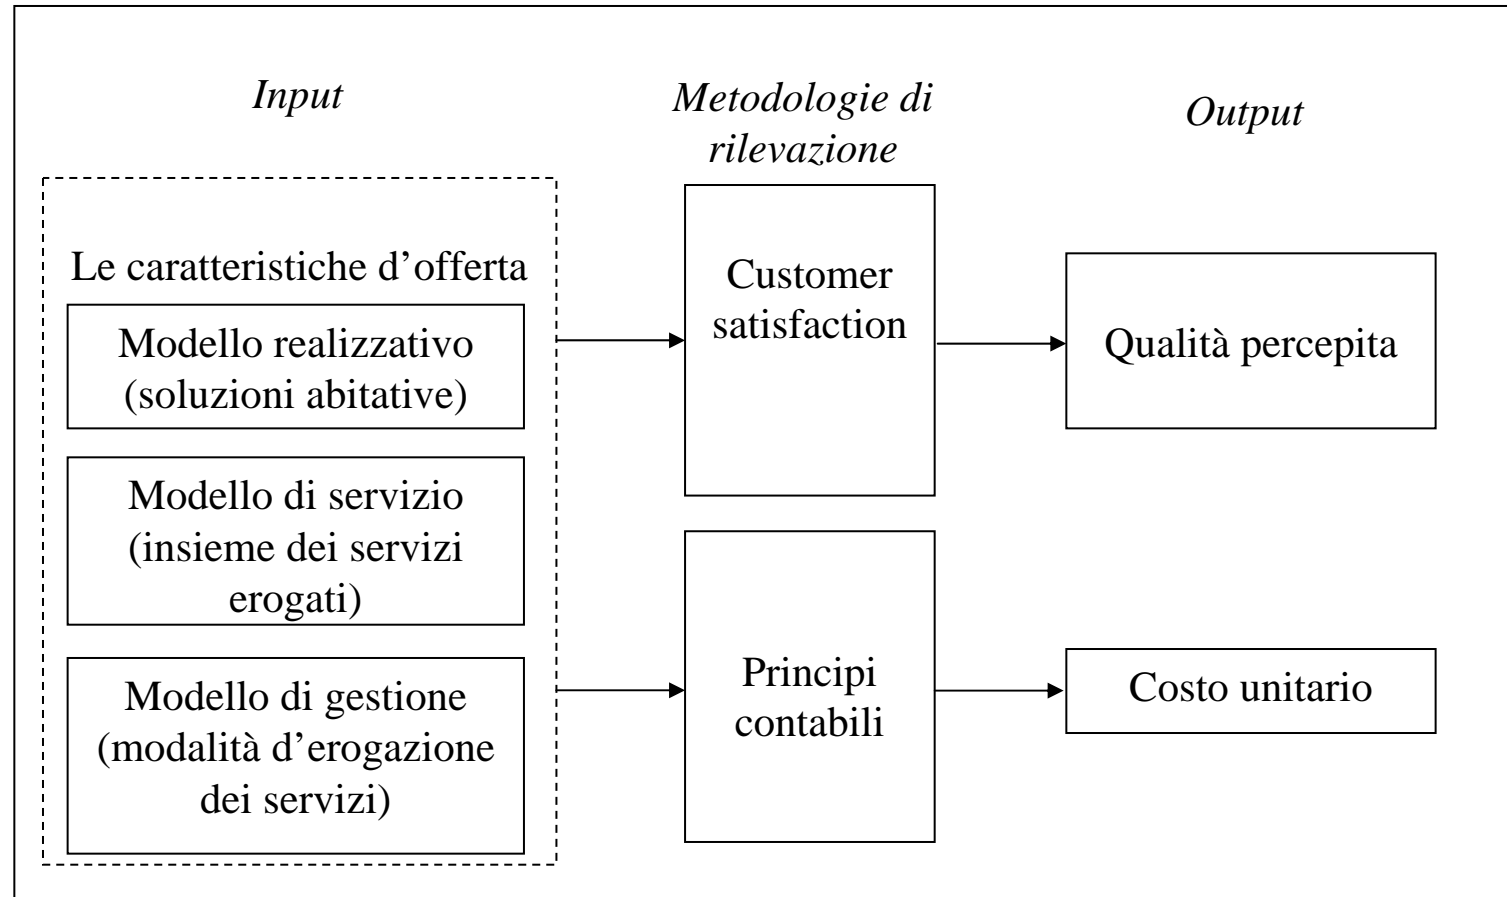 Input
Metodologie di
rilevazione
Output
Le caratteristiche d’offerta
Modello realizzativo
(soluzioni abitative)
Modello di servizio
(insieme dei servizi
erogati)
Modello di gestione
(modalità d’erogazione
dei servizi)
Customer
satisfaction
Principi
contabili
Qualità percepita
Costo unitario